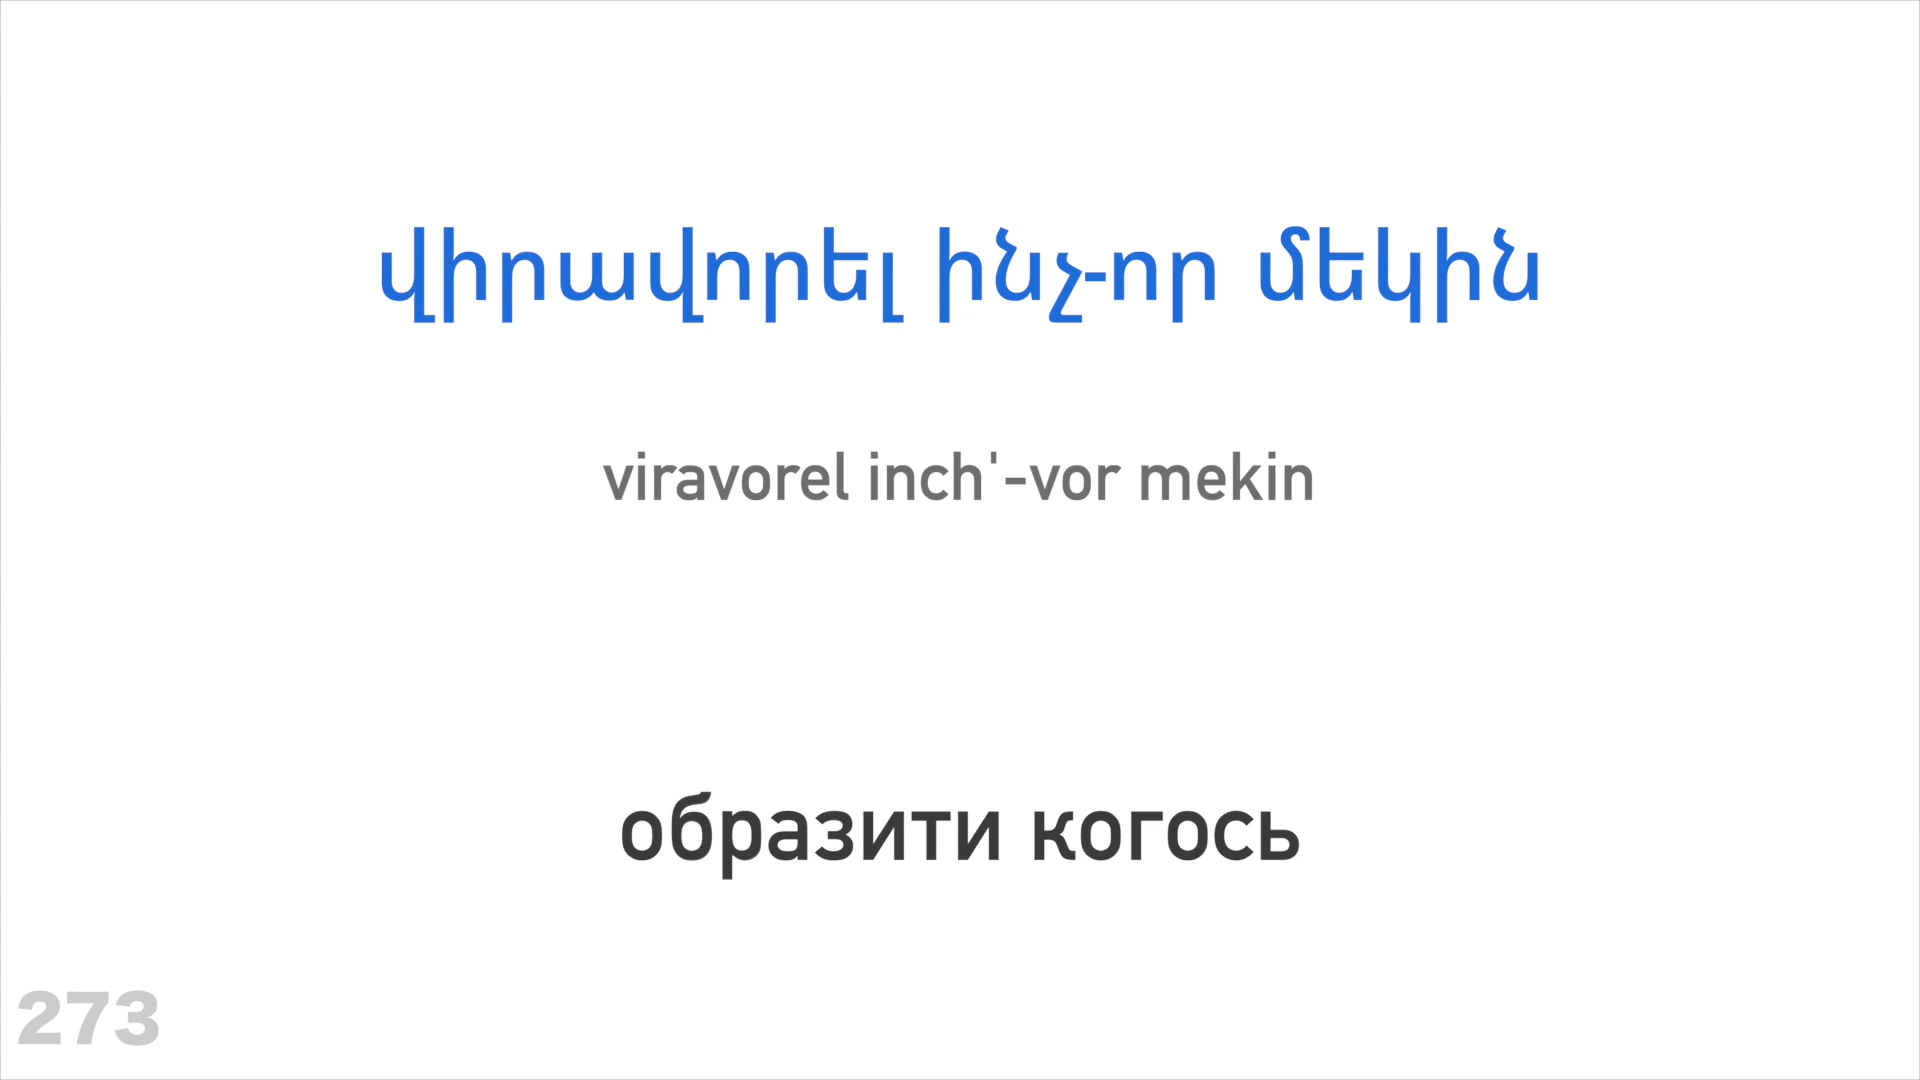 վիրավորել ինչ-որ մեկին
viravorel inch'-vor mekin
образити когось
273